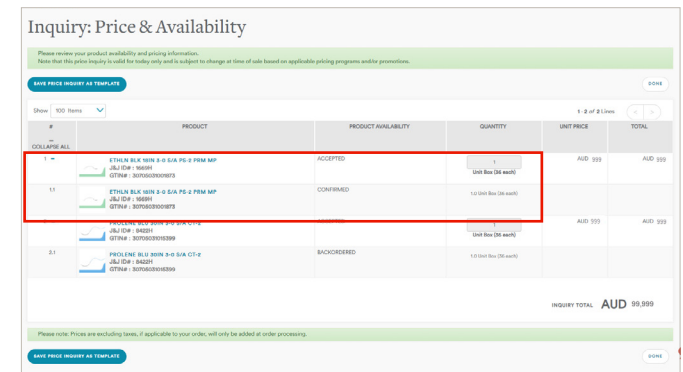 Inquiry: Price & Availability
Please review your product availability and pricing information.
Note that this price inquiry is valid for today only and is subject to change at time of sale based on applicable pricing programs and/or promotions.
SAVE PRICE INQUIRY AS TEMPLATE
DONE
Show 100 Items
1 - 2 of 2 Lines
# PRODUCT PRODUCT AVAILABILITY QUANTITY UNIT PRICE TOTAL
COLLAPSE ALL
1 ETHLN BLK 18IN 3-0 S/A PS-2 PRM MP ACCEPTED 1 AUD 999 AUD 999
J&J ID# : 1669H
GTIN# : Unit Box (36 each)
1.1 ETHLN BLK 18IN 3-0 S/A PS-2 PRM MP CONFIRMED 1.0 Unit Box (36 each)
J&J ID# : 1669H
GTIN# :
PROLENE BLU 30IN 3-0 S/A CT-2 ACCEPTED 1 AUD 999 AUD 999
J&J ID# : 8422H
GTIN# : Unit Box (36 each)
2.1 PROLENE BLU 30IN 3-0 S/A CT-2 BACKORDERED 1.0 Unit Box (36 each)
J&J ID# : 8422H
GTIN# :
INQUIRY TOTAL AUD 99,999
Please note: Prices are excluding taxes, if applicable to your order, will only be added at order processing.
SAVE PRICE INQUIRY AS TEMPLATE
DONE